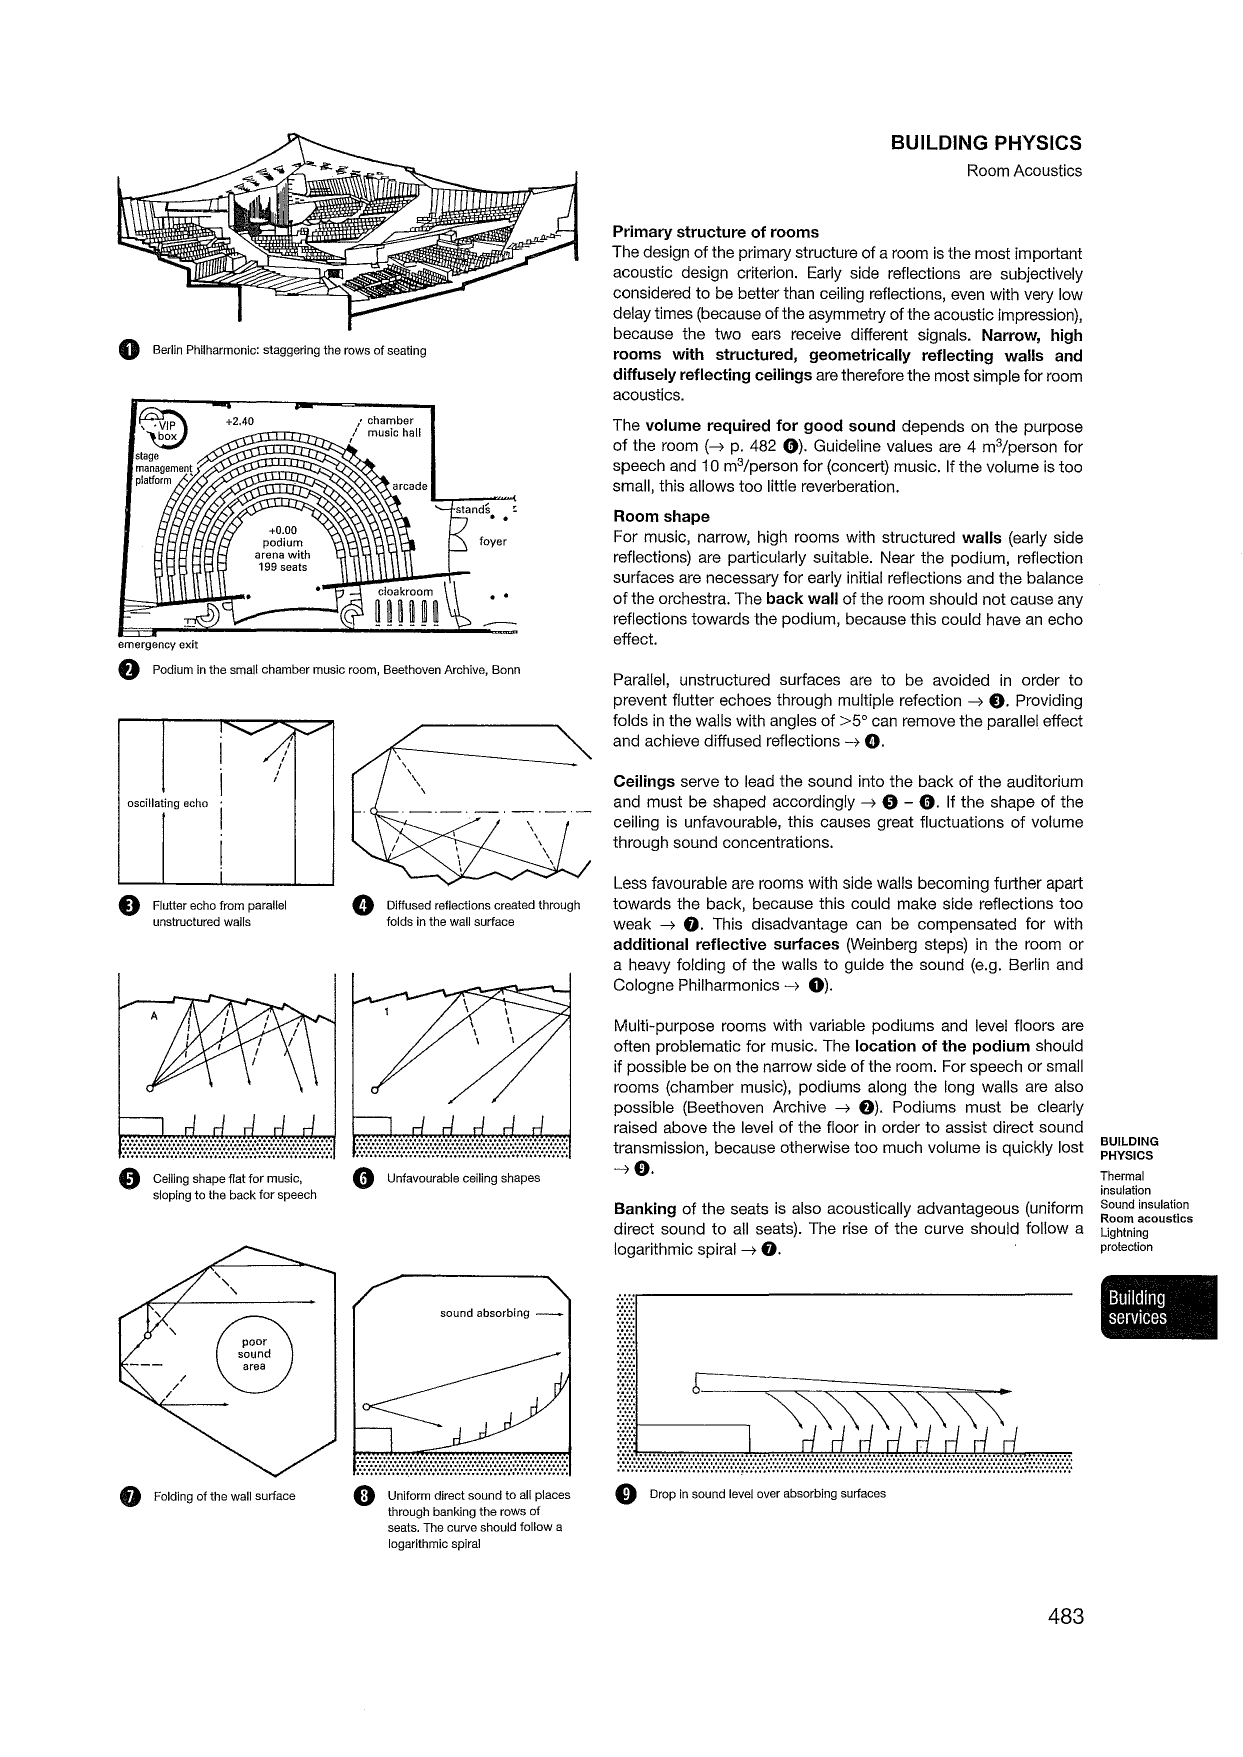 BUILDING PHYSICS
Room Acoustics
❶ Berlin Philharmonic: staggering the rows of seating
VIP
box
+2.40
chamber
music hall
stage
management
platform
arcade
stands
foyer
+0.00
podium
arena with
199 seats
cloakroom
emergency exit
❷ Podium in the small chamber music room, Beethoven Archive, Bonn
oscillating echo
❸ Flutter echo from parallel
unstructured walls
❹ Diffused reflections created through
folds in the wall surface
A
❺ Ceiling shape flat for music,
sloping to the back for speech
1
❻ Unfavourable ceiling shapes
poor
sound
area
❼ Folding of the wall surface
sound absorbing
❽ Uniform direct sound to all places
through banking the rows of
seats. The curve should follow a
logarithmic spiral
Primary structure of rooms
The design of the primary structure of a room is the most important
acoustic design criterion. Early side reflections are subjectively
considered to be better than ceiling reflections, even with very low
delay times (because of the asymmetry of the acoustic impression),
because the two ears receive different signals. Narrow, high
rooms with structured, geometrically reflecting walls and
diffusely reflecting ceilings are therefore the most simple for room
acoustics.
The volume required for good sound depends on the purpose
of the room (→ p. 482 ❻). Guideline values are 4 m³/person for
speech and 10 m³/person for (concert) music. If the volume is too
small, this allows too little reverberation.
Room shape
For music, narrow, high rooms with structured walls (early side
reflections) are particularly suitable. Near the podium, reflection
surfaces are necessary for early initial reflections and the balance
of the orchestra. The back wall of the room should not cause any
reflections towards the podium, because this could have an echo
effect.
Parallel, unstructured surfaces are to be avoided in order to
prevent flutter echoes through multiple refection → ❸. Providing
folds in the walls with angles of >5° can remove the parallel effect
and achieve diffused reflections → ❹.
Ceilings serve to lead the sound into the back of the auditorium
and must be shaped accordingly → ❺ – ❻. If the shape of the
ceiling is unfavourable, this causes great fluctuations of volume
through sound concentrations.
Less favourable are rooms with side walls becoming further apart
towards the back, because this could make side reflections too
weak → ❼. This disadvantage can be compensated for with
additional reflective surfaces (Weinberg steps) in the room or
a heavy folding of the walls to guide the sound (e.g. Berlin and
Cologne Philharmonics → ❶).
Multi-purpose rooms with variable podiums and level floors are
often problematic for music. The location of the podium should
if possible be on the narrow side of the room. For speech or small
rooms (chamber music), podiums along the long walls are also
possible (Beethoven Archive → ❷). Podiums must be clearly
raised above the level of the floor in order to assist direct sound
transmission, because otherwise too much volume is quickly lost
→ ❾.
Banking of the seats is also acoustically advantageous (uniform
direct sound to all seats). The rise of the curve should follow a
logarithmic spiral → ❼.
❾ Drop in sound level over absorbing surfaces
BUILDING
PHYSICS
Thermal
insulation
Sound insulation
Room acoustics
Lightning
protection
Building
services
483